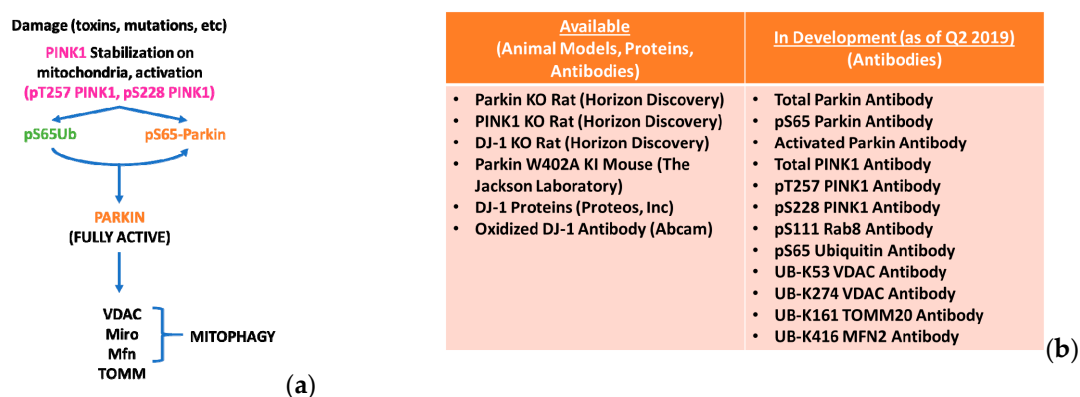 Damage (toxins, mutations, etc)
PINK1 Stabilization on
mitochondria, activation
(pT257 PINK1, pS228 PINK1)
pS65Ub
pS65-Parkin
PARKIN
(FULLY ACTIVE)
VDAC
Miro
Mfn
TOMM
MITOPHAGY
(a)
Available
(Animal Models, Proteins,
Antibodies)
• Parkin KO Rat (Horizon Discovery)
• PINK1 KO Rat (Horizon Discovery)
• DJ-1 KO Rat (Horizon Discovery)
• Parkin W402A KI Mouse (The
Jackson Laboratory)
• DJ-1 Proteins (Proteos, Inc)
• Oxidized DJ-1 Antibody (Abcam)
In Development (as of Q2 2019)
(Antibodies)
• Total Parkin Antibody
• pS65 Parkin Antibody
• Activated Parkin Antibody
• Total PINK1 Antibody
• pT257 PINK1 Antibody
• pS228 PINK1 Antibody
• pS111 Rab8 Antibody
• pS65 Ubiquitin Antibody
• UB-K53 VDAC Antibody
• UB-K274 VDAC Antibody
• UB-K161 TOMM20 Antibody
• UB-K416 MFN2 Antibody
(b)